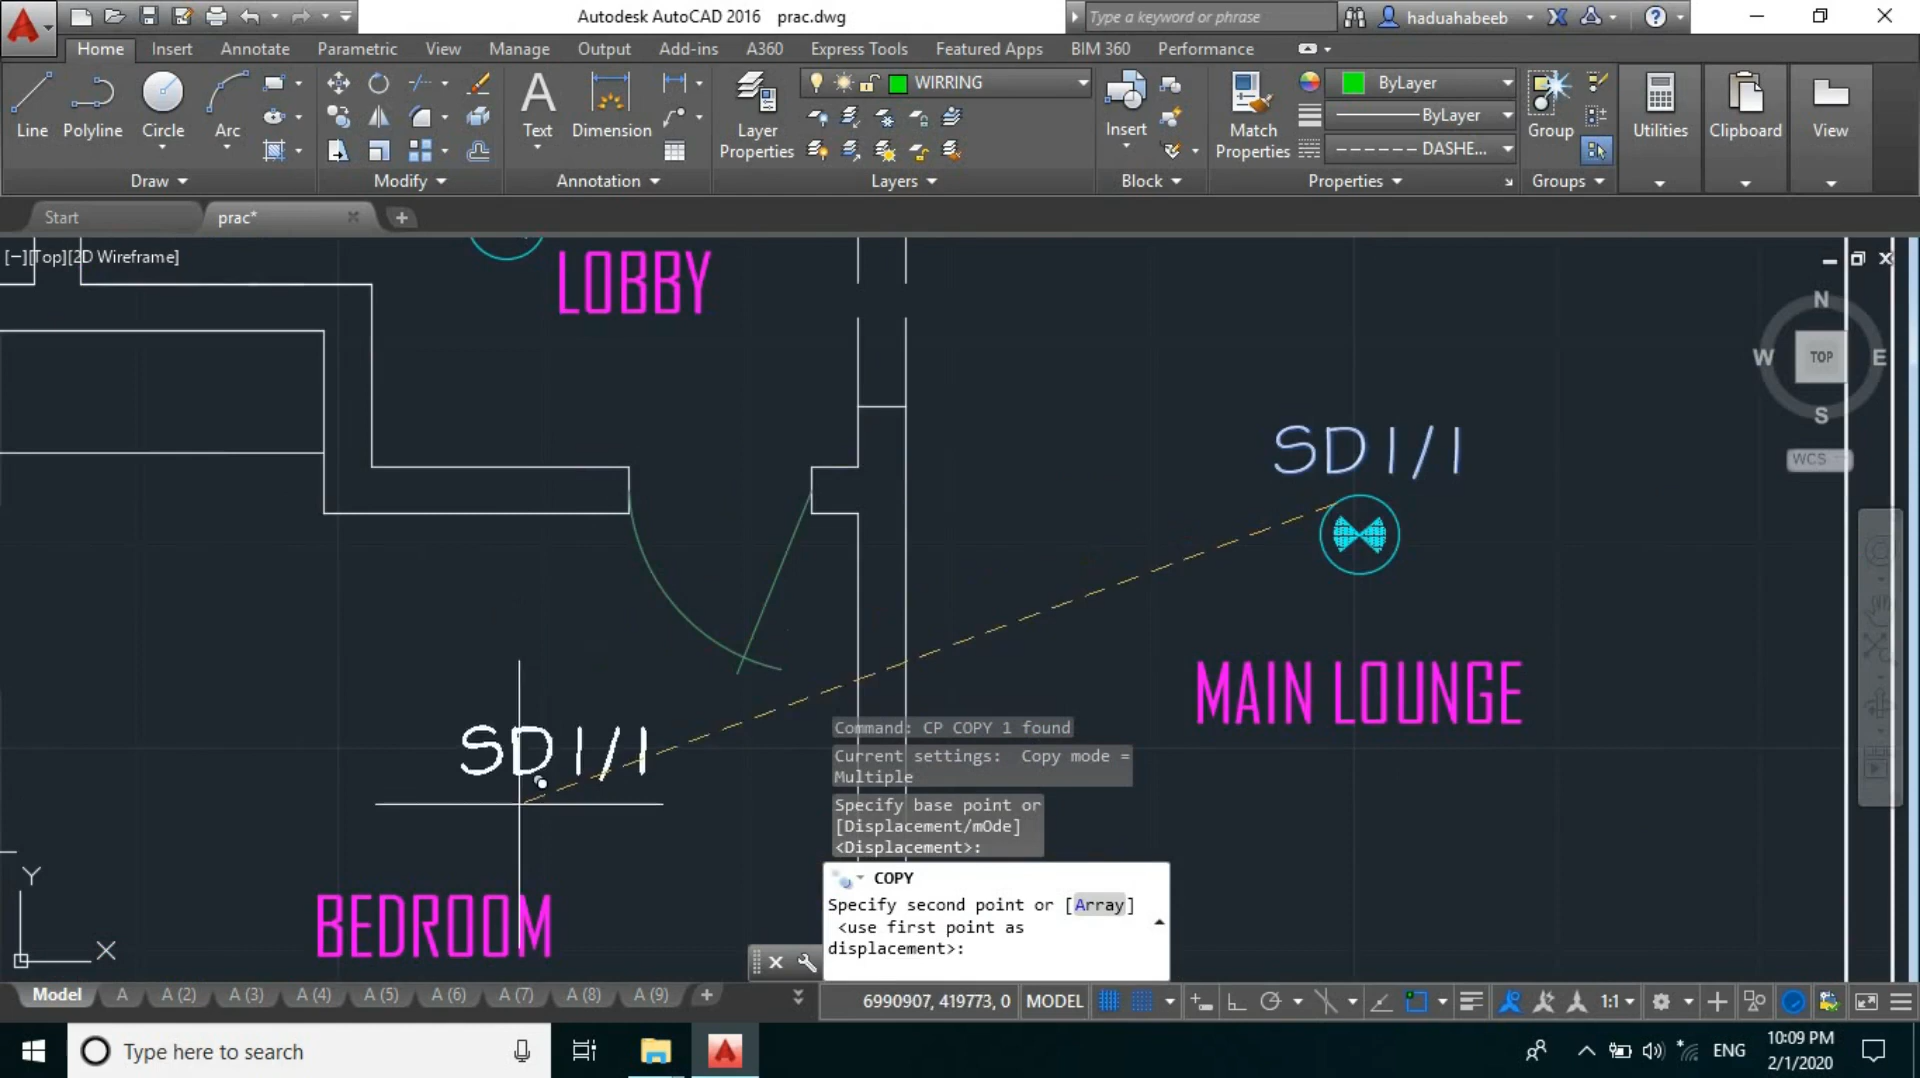 Autodesk AutoCAD 2016 prac.dwg
Type a keyword or phrase
haduahabeeb
Home Insert Annotate Parametric View Manage Output Add-ins A360 Express Tools Featured Apps BIM 360 Performance
WIRRING
ByLayer
ByLayer
DASHE...
Line Polyline Circle Arc
Text Dimension
Layer Properties
Insert
Match Properties
Group Utilities Clipboard View
Draw Modify Annotation Layers Block Properties Groups
Start prac*
[−][Top][2D Wireframe]
LOBBY
N
W TOP E
S
WCS
SD1/1
MAIN LOUNGE
SD1/1
BEDROOM
Y
X
Command: CP COPY 1 found
Current settings: Copy mode =
Multiple
Specify base point or
[Displacement/mOde]
<Displacement>:
COPY
Specify second point or [Array]
<use first point as
displacement>:
Model A A (2) A (3) A (4) A (5) A (6) A (7) A (8) A (9)
6990907, 419773, 0 MODEL
1:1
Type here to search
ENG
10:09 PM
2/1/2020